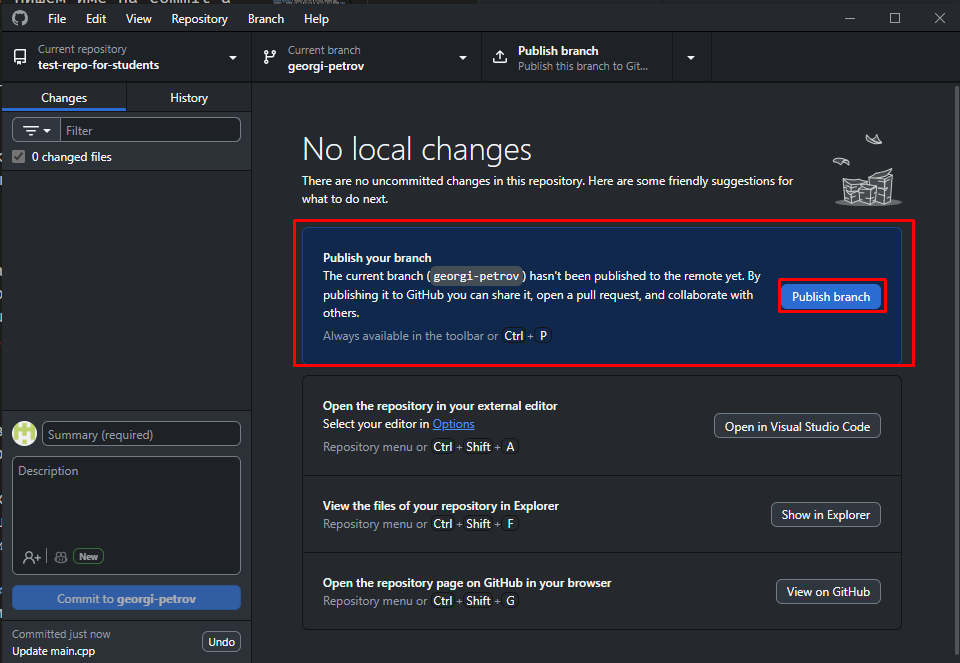 File Edit View Repository Branch Help
Current repository
test-repo-for-students
Current branch
georgi-petrov
Publish branch
Publish this branch to Git...
Changes
History
Filter
0 changed files
No local changes
There are no uncommitted changes in this repository. Here are some friendly suggestions for
what to do next.
Publish your branch
The current branch (georgi-petrov) hasn't been published to the remote yet. By
publishing it to GitHub you can share it, open a pull request, and collaborate with
others.
Always available in the toolbar or Ctrl + P
Publish branch
Open the repository in your external editor
Select your editor in Options
Repository menu or Ctrl + Shift + A
Open in Visual Studio Code
View the files of your repository in Explorer
Repository menu or Ctrl + Shift + F
Show in Explorer
Open the repository page on GitHub in your browser
Repository menu or Ctrl + Shift + G
View on GitHub
Summary (required)
Description
New
Commit to georgi-petrov
Committed just now
Update main.cpp
Undo